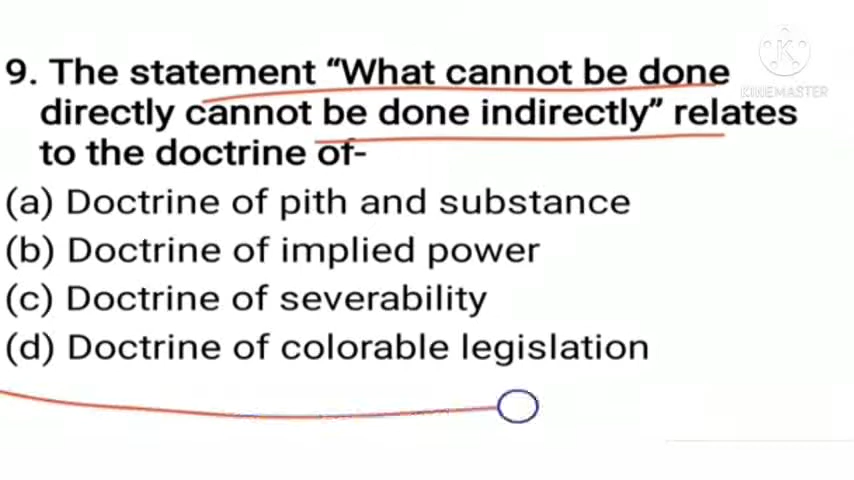 9. The statement “What cannot be done
directly cannot be done indirectly” relates
to the doctrine of-
(a) Doctrine of pith and substance
(b) Doctrine of implied power
(c) Doctrine of severability
(d) Doctrine of colorable legislation
K
KINEMASTER